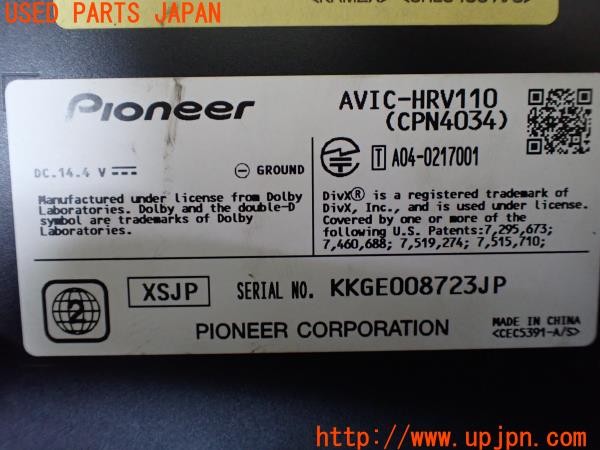 USED PARTS JAPAN
Pioneer
AVIC-HRV110
(CPN4034)
DC.14.4 V
GROUND
T A04-0217001
Manufactured under license from Dolby
Laboratories. Dolby and the double-D
symbol are trademarks of Dolby
Laboratories.
DivX® is a registered trademark of
DivX, Inc., and is used under license.
Covered by one or more of the
following U.S. Patents:7,295,673;
7,460,688; 7,519,274; 7,515,710;
2
XSJP
SERIAL NO. KKGE008723JP
PIONEER CORPORATION
MADE IN CHINA
<CEC5391-A/S>
http://www.upjpn.com/